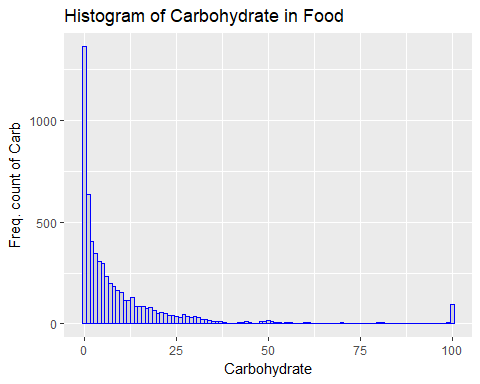 Histogram of Carbohydrate in Food
Freq. count of Carb
1000
500
0
0 25 50 75 100
Carbohydrate